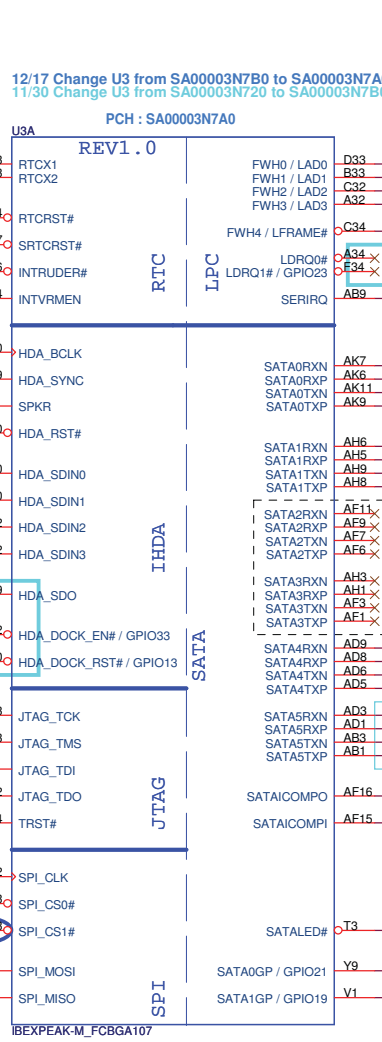 12/17 Change U3 from SA00003N7B0 to SA00003N7A
11/30 Change U3 from SA00003N720 to SA00003N7B
PCH : SA00003N7A0
U3A
REV1.0
RTCX1
RTCX2
RTCRST#
SRTCRST#
INTRUDER#
INTVRMEN
RTC
LPC
FWH0 / LAD0 D33
FWH1 / LAD1 B33
FWH2 / LAD2 C32
FWH3 / LAD3 A32
FWH4 / LFRAME# C34
LDRQ0# A34
LDRQ1# / GPIO23 F34
SERIRQ AB9
HDA_BCLK
HDA_SYNC
SPKR
HDA_RST#
HDA_SDIN0
HDA_SDIN1
HDA_SDIN2
HDA_SDIN3
HDA_SDO
HDA_DOCK_EN# / GPIO33
HDA_DOCK_RST# / GPIO13
IHDA
SATA
SATA0RXN AK7
SATA0RXP AK6
SATA0TXN AK11
SATA0TXP AK9
SATA1RXN AH6
SATA1RXP AH5
SATA1TXN AH9
SATA1TXP AH8
SATA2RXN AF11
SATA2RXP AF9
SATA2TXN AF7
SATA2TXP AF6
SATA3RXN AH3
SATA3RXP AH1
SATA3TXN AF3
SATA3TXP AF1
SATA4RXN AD9
SATA4RXP AD8
SATA4TXN AD6
SATA4TXP AD5
SATA5RXN AD3
SATA5RXP AD1
SATA5TXN AB3
SATA5TXP AB1
JTAG_TCK
JTAG_TMS
JTAG_TDI
JTAG_TDO
TRST#
JTAG
SATAICOMPO AF16
SATAICOMPI AF15
SPI_CLK
SPI_CS0#
SPI_CS1#
SPI_MOSI
SPI_MISO
SPI
SATALED# T3
SATA0GP / GPIO21 Y9
SATA1GP / GPIO19 V1
IBEXPEAK-M_FCBGA107